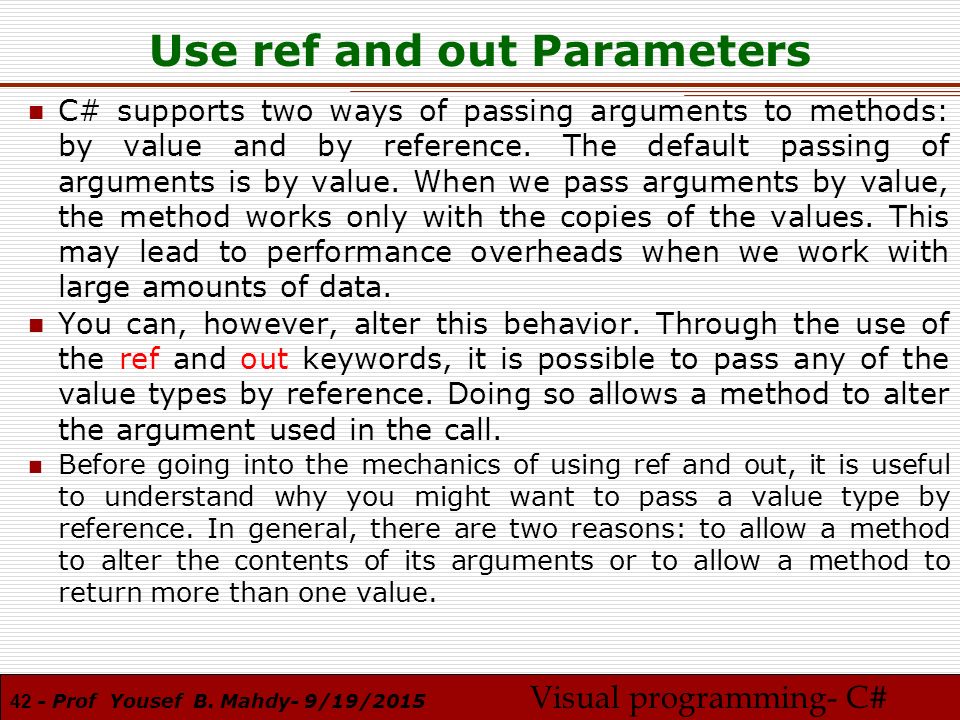 Use ref and out Parameters
C# supports two ways of passing arguments to methods:
by value and by reference. The default passing of
arguments is by value. When we pass arguments by value,
the method works only with the copies of the values. This
may lead to performance overheads when we work with
large amounts of data.
You can, however, alter this behavior. Through the use of
the ref and out keywords, it is possible to pass any of the
value types by reference. Doing so allows a method to alter
the argument used in the call.
Before going into the mechanics of using ref and out, it is useful
to understand why you might want to pass a value type by
reference. In general, there are two reasons: to allow a method
to alter the contents of its arguments or to allow a method to
return more than one value.
42 - Prof Yousef B. Mahdy- 9/19/2015 Visual programming- C#